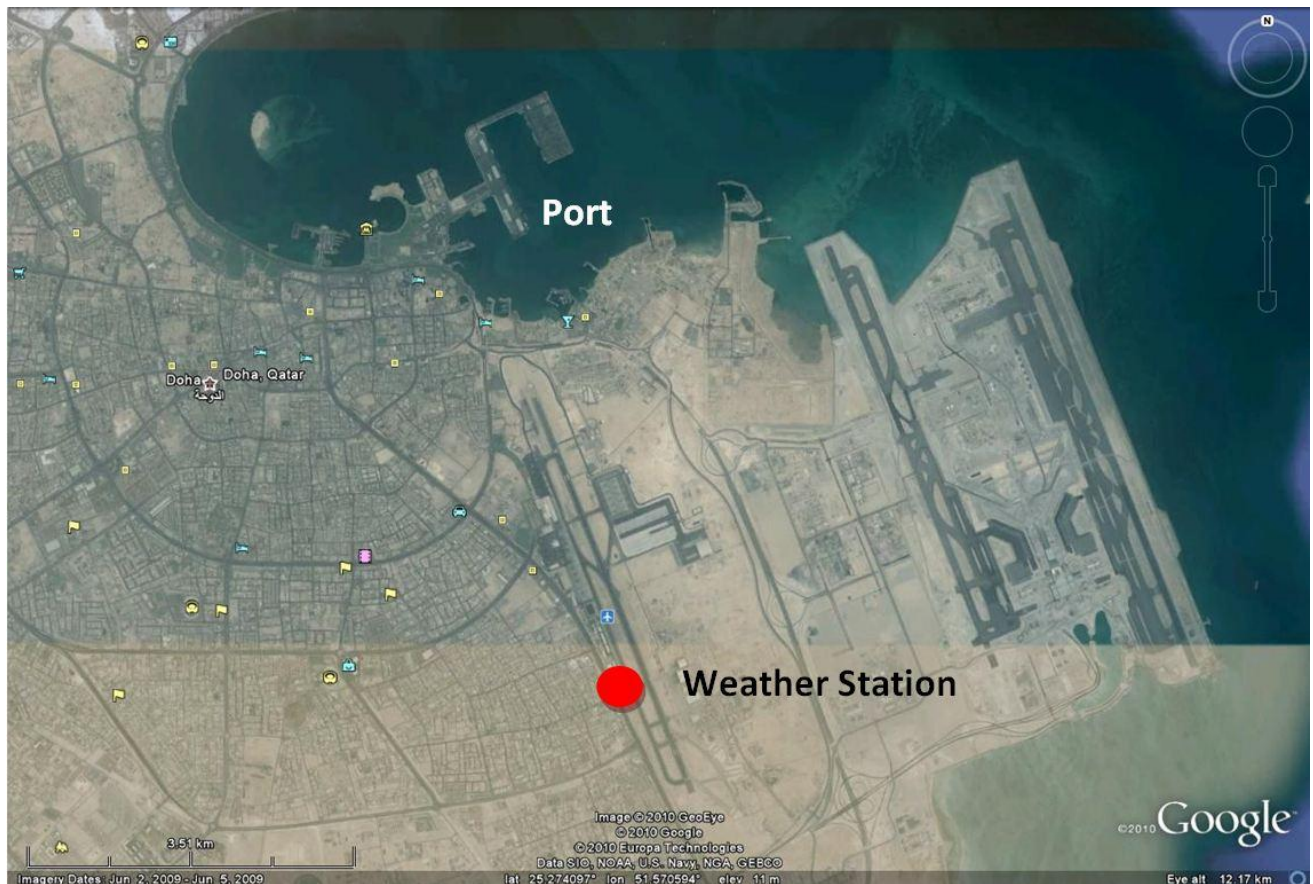 N
Port
Doha
Doha, Qatar
الدوحة
Weather Station
Image © 2010 GeoEye
© 2010 Google
© 2010 Europa Technologies
Data SIO, NOAA, U.S. Navy, NGA, GEBCO
©2010 Google
3.51 km
Imagery Dates: Jun 2, 2009 - Jun 5, 2009
lat 25.274097° lon 51.570594° elev 11 m
Eye alt 12.17 km